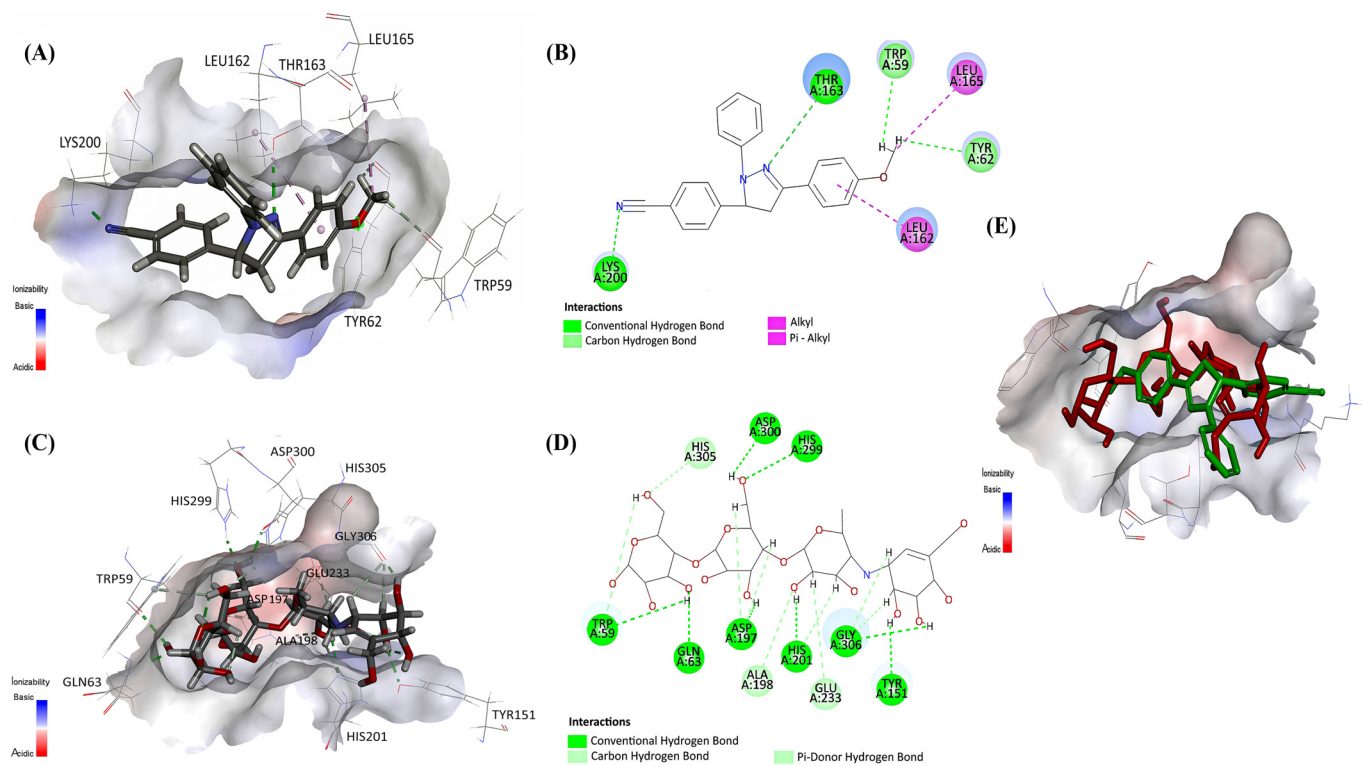 (A)
LEU165
LEU162
THR163
LYS200
TRP59
TYR62
Ionizability
Basic
Acidic
(B)
THR
A:163
TRP
A:59
LEU
A:165
TYR
A:62
LEU
A:162
LYS
A:200
N
N
N
O
H
H
Interactions
Conventional Hydrogen Bond
Carbon Hydrogen Bond
Alkyl
Pi - Alkyl
(C)
ASP300
HIS305
HIS299
GLY306
TRP59
GLU233
ASP197
ALA198
GLN63
TYR151
HIS201
Ionizability
Basic
Acidic
(D)
ASP
A:300
HIS
A:299
HIS
A:305
TRP
A:59
GLN
A:63
ASP
A:197
ALA
A:198
HIS
A:201
GLU
A:233
GLY
A:306
TYR
A:151
Interactions
Conventional Hydrogen Bond
Carbon Hydrogen Bond
Pi-Donor Hydrogen Bond
(E)
Ionizability
Basic
Acidic